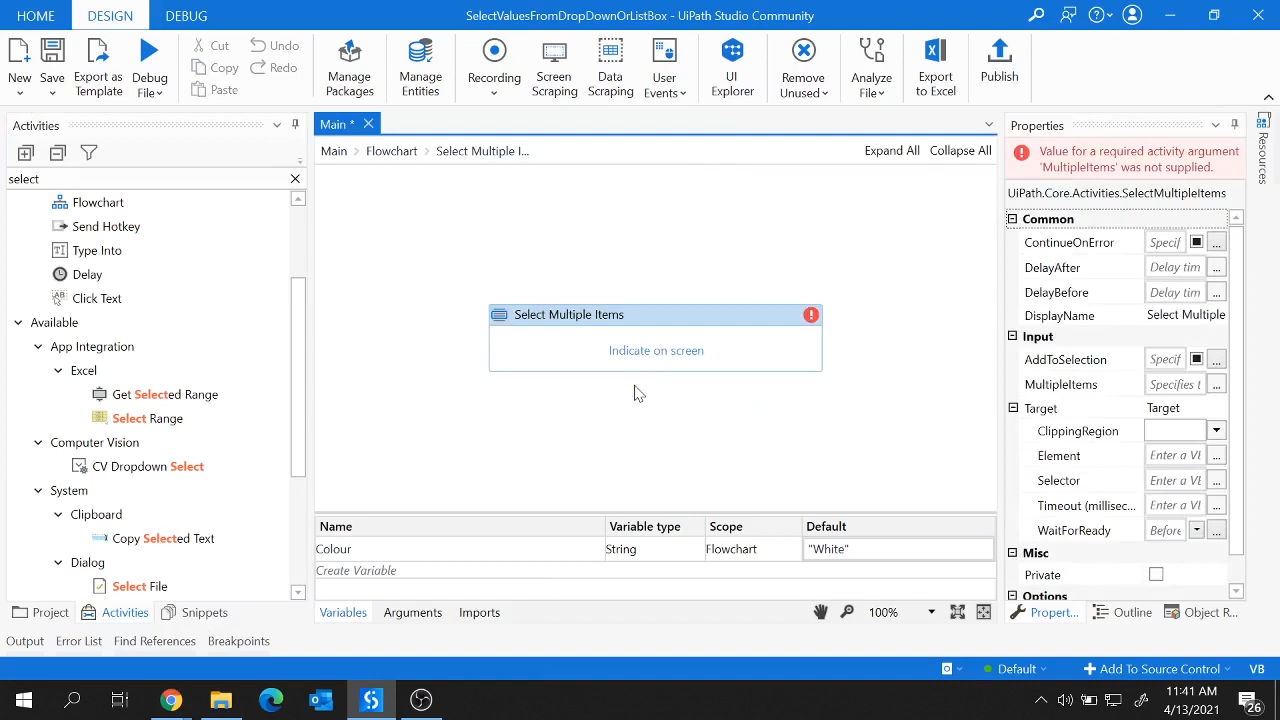 HOME
DESIGN
DEBUG
SelectValuesFromDropDownOrListBox - UiPath Studio Community
New
Save
Export as Template
Debug File
Cut
Copy
Paste
Undo
Redo
Manage Packages
Manage Entities
Recording
Screen Scraping
Data Scraping
User Events
UI Explorer
Remove Unused
Analyze File
Export to Excel
Publish
Activities
select
Flowchart
Send Hotkey
Type Into
Delay
Click Text
Available
App Integration
Excel
Get Selected Range
Select Range
Computer Vision
CV Dropdown Select
System
Clipboard
Copy Selected Text
Dialog
Select File
Project
Activities
Snippets
Main *
Main
Flowchart
Select Multiple I...
Expand All
Collapse All
Select Multiple Items
Indicate on screen
Name
Variable type
Scope
Default
Colour
String
Flowchart
"White"
Create Variable
Variables
Arguments
Imports
100%
Properties
Value for a required activity argument
'MultipleItems' was not supplied.
UiPath.Core.Activities.SelectMultipleItems
Common
ContinueOnError
Specif
...
DelayAfter
Delay tim
...
DelayBefore
Delay tim
...
DisplayName
Select Multiple
Input
AddToSelection
Specif
...
MultipleItems
Specifies t
...
Target
Target
ClippingRegion
Element
Enter a VE
...
Selector
Enter a VE
...
Timeout (millisec...
Enter a VE
...
WaitForReady
Before
...
Misc
Private
Options
Propert...
Outline
Object R...
Resources
Output
Error List
Find References
Breakpoints
Default
Add To Source Control
VB
11:41 AM
4/13/2021
26